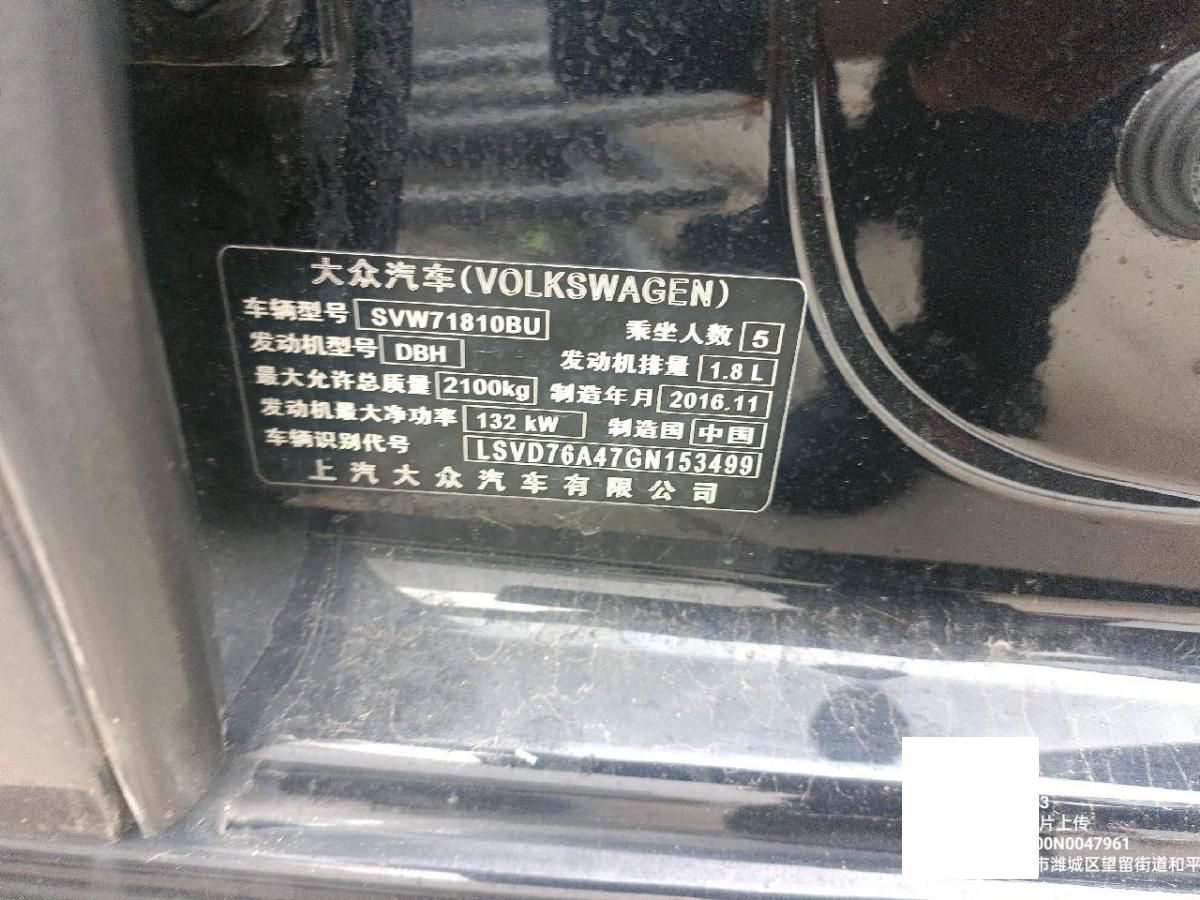 大众汽车(VOLKSWAGEN)
车辆型号 SVW71810BU 乘坐人数 5
发动机型号 DBH 发动机排量 1.8 L
最大允许总质量 2100kg 制造年月 2016.11
发动机最大净功率 132 kW 制造国 中国
车辆识别代号 LSVD76A47GN153499
上汽大众汽车有限公司
3
片上传
00N0047961
市潍城区望留街道和平